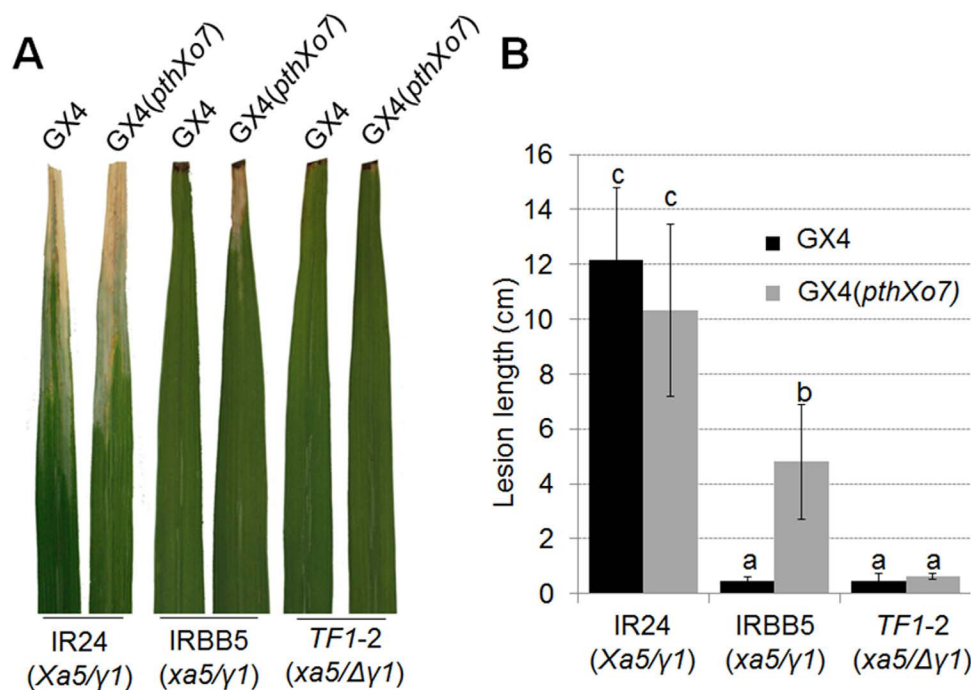 A
GX4
GX4(pthXo7)
GX4
GX4(pthXo7)
GX4
GX4(pthXo7)
IR24
(Xa5/γ1)
IRBB5
(xa5/γ1)
TF1-2
(xa5/Δγ1)
B
Lesion length (cm)
16
14
12
10
8
6
4
2
0
c
c
a
b
a
a
GX4
GX4(pthXo7)
IR24
(Xa5/γ1)
IRBB5
(xa5/γ1)
TF1-2
(xa5/Δγ1)